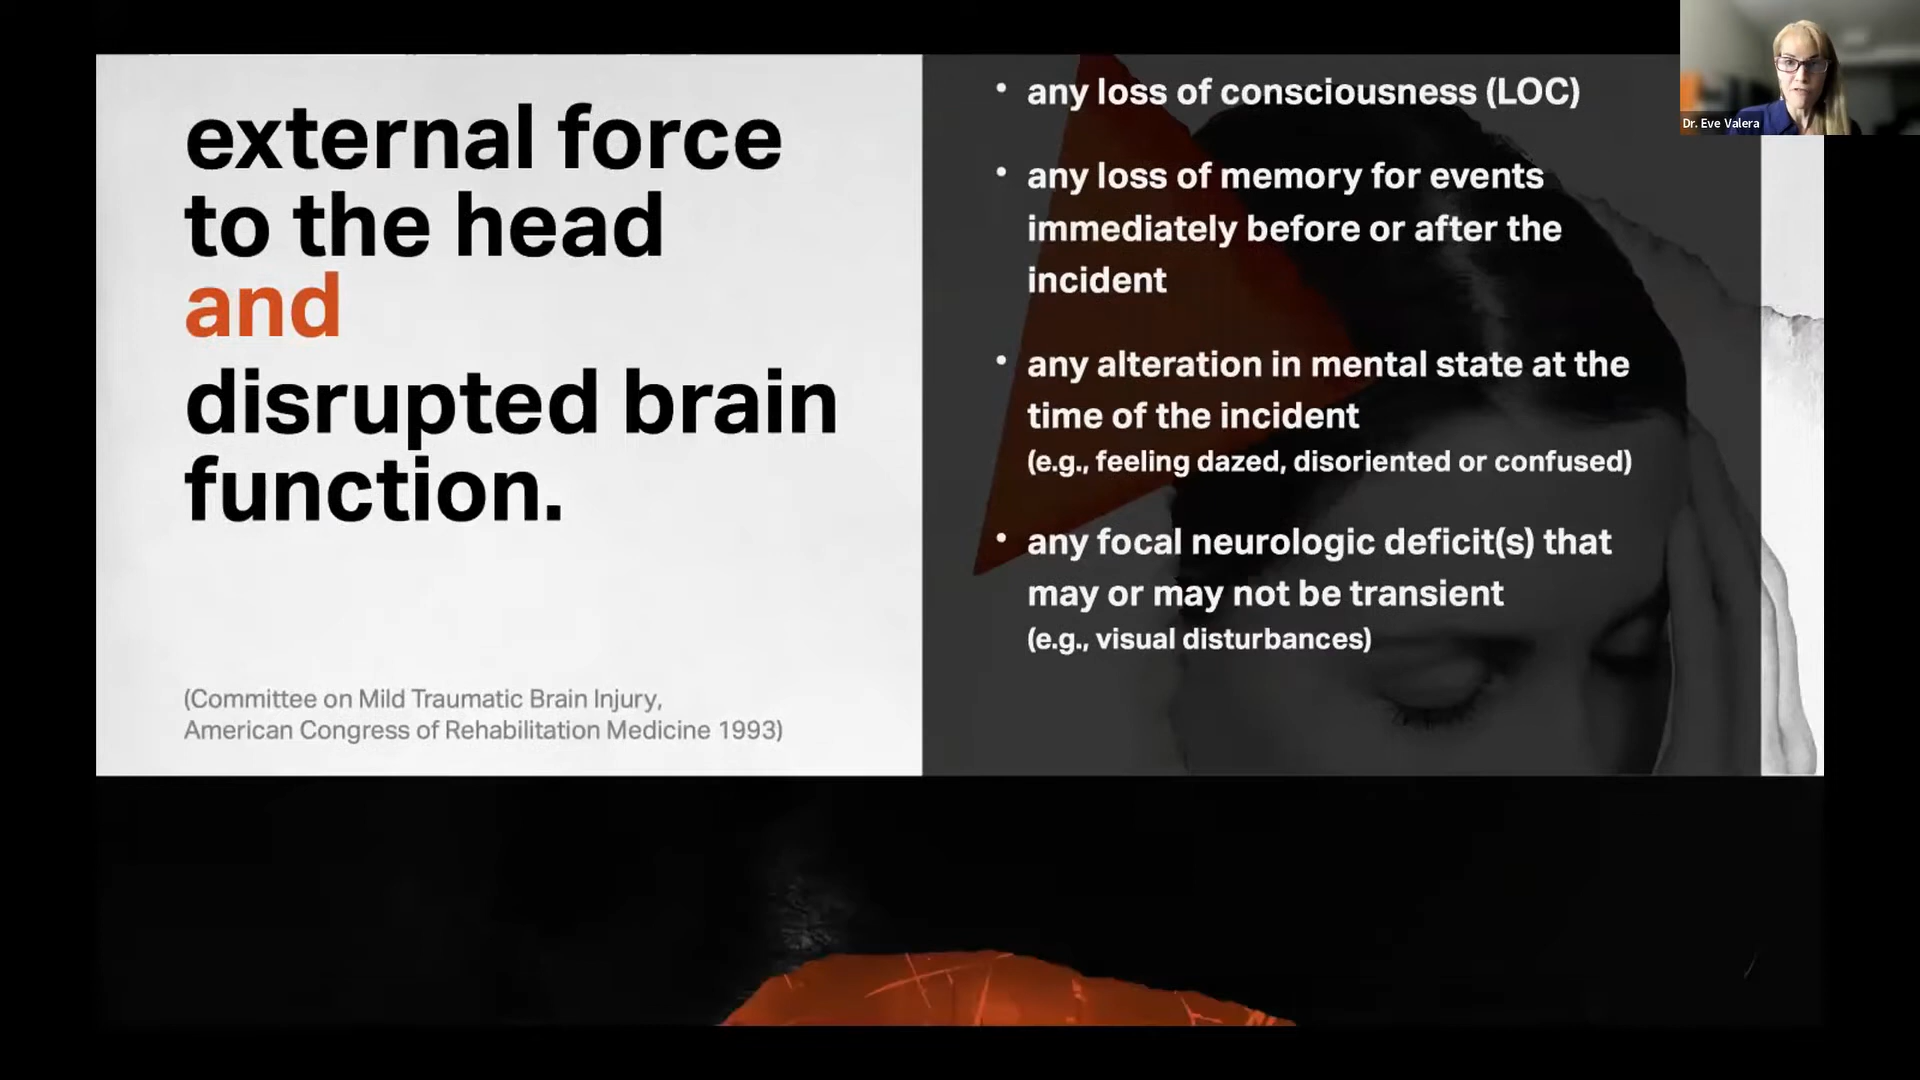 external force
to the head
and
disrupted brain
function.
(Committee on Mild Traumatic Brain Injury,
American Congress of Rehabilitation Medicine 1993)
• any loss of consciousness (LOC)
• any loss of memory for events
immediately before or after the
incident
• any alteration in mental state at the
time of the incident
(e.g., feeling dazed, disoriented or confused)
• any focal neurologic deficit(s) that
may or may not be transient
(e.g., visual disturbances)
Dr. Eve Valera